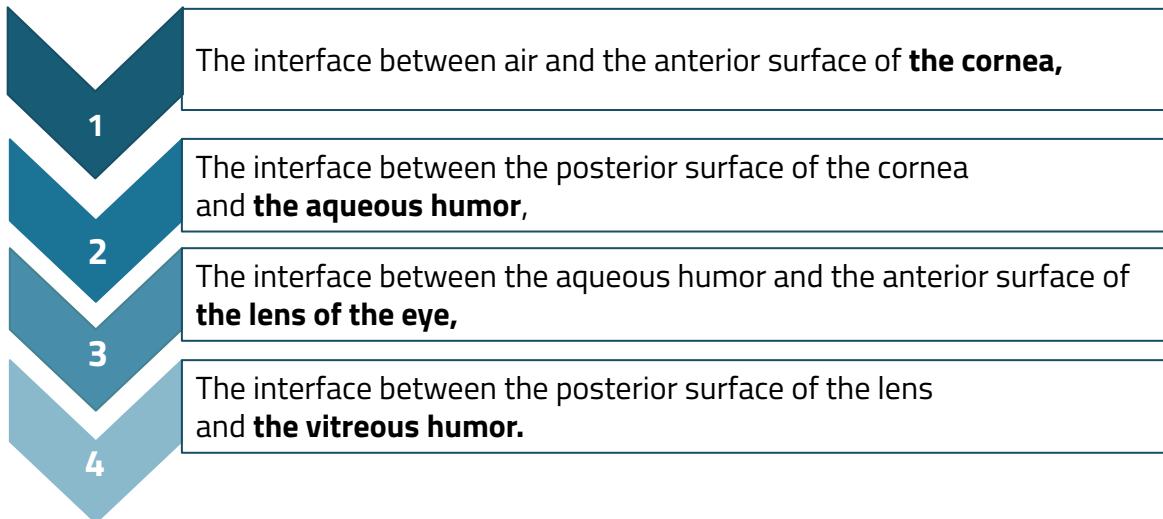 1
The interface between air and the anterior surface of the cornea,
2
The interface between the posterior surface of the cornea
and the aqueous humor,
3
The interface between the aqueous humor and the anterior surface of
the lens of the eye,
4
The interface between the posterior surface of the lens
and the vitreous humor.